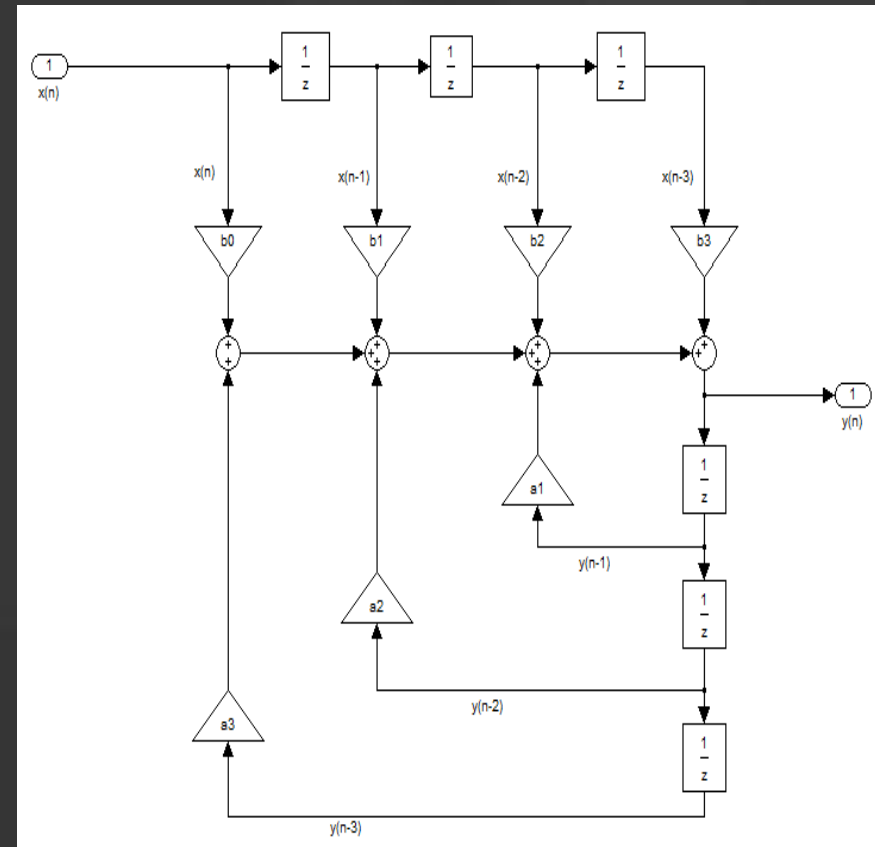 1
x(n)
1
z
1
z
1
z
x(n)
x(n-1)
x(n-2)
x(n-3)
b0
b1
b2
b3
+
+
+
+
+
+
+
+
+
+
1
y(n)
1
z
a1
y(n-1)
1
z
a2
y(n-2)
a3
1
z
y(n-3)